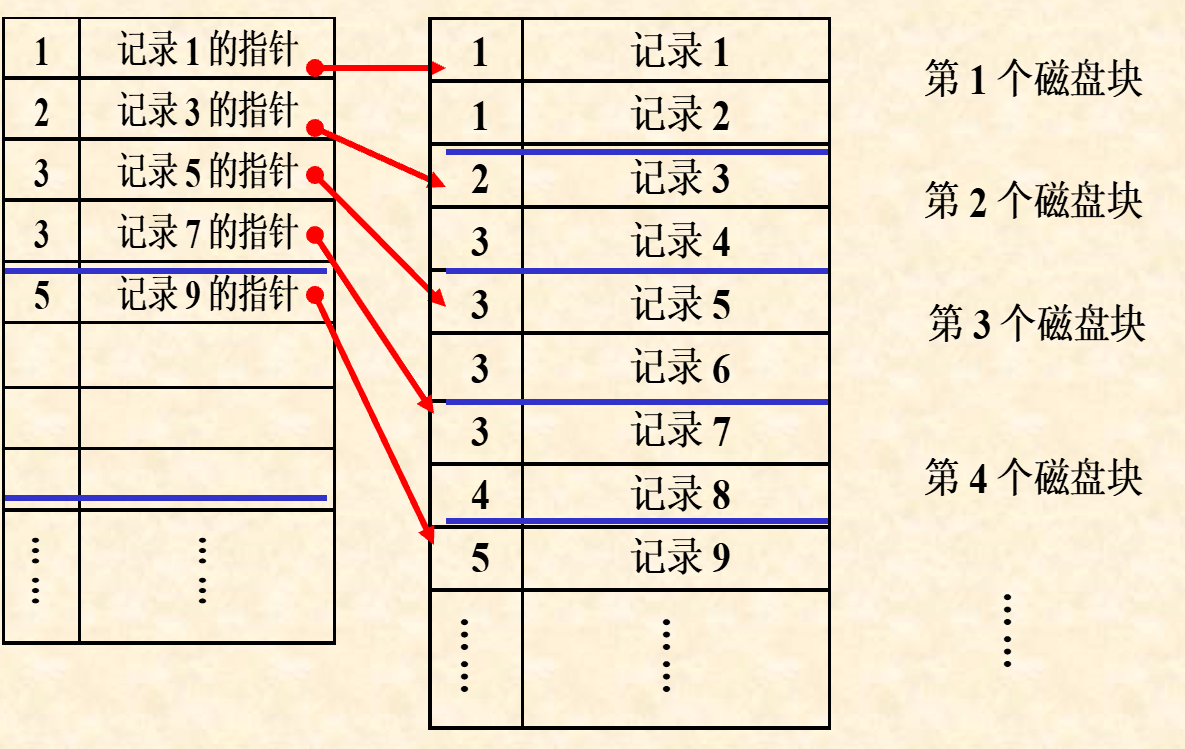 1 记录1的指针
2 记录3的指针
3 记录5的指针
3 记录7的指针
5 记录9的指针
⋮ ⋮
1 记录 1
1 记录 2
2 记录 3
3 记录 4
3 记录 5
3 记录 6
3 记录 7
4 记录 8
5 记录 9
⋮ ⋮
第 1 个磁盘块
第 2 个磁盘块
第 3 个磁盘块
第 4 个磁盘块
⋮